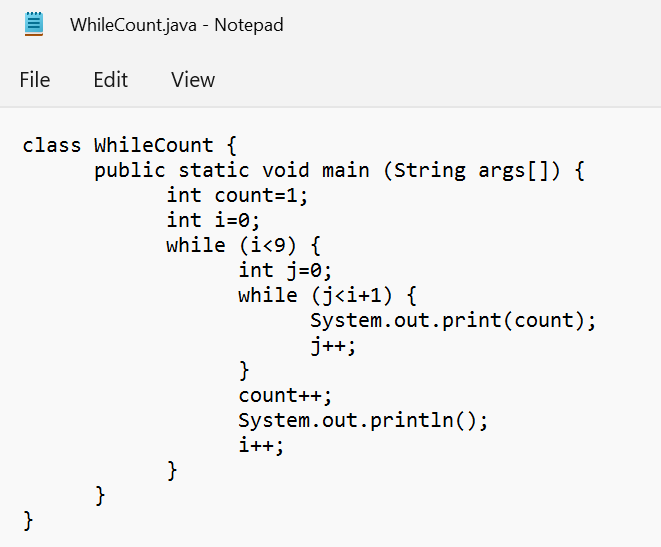 WhileCount.java - Notepad
File Edit View
class WhileCount {
public static void main (String args[]) {
int count=1;
int i=0;
while (i<9) {
int j=0;
while (j<i+1) {
System.out.print(count);
j++;
}
count++;
System.out.println();
i++;
}
}
}